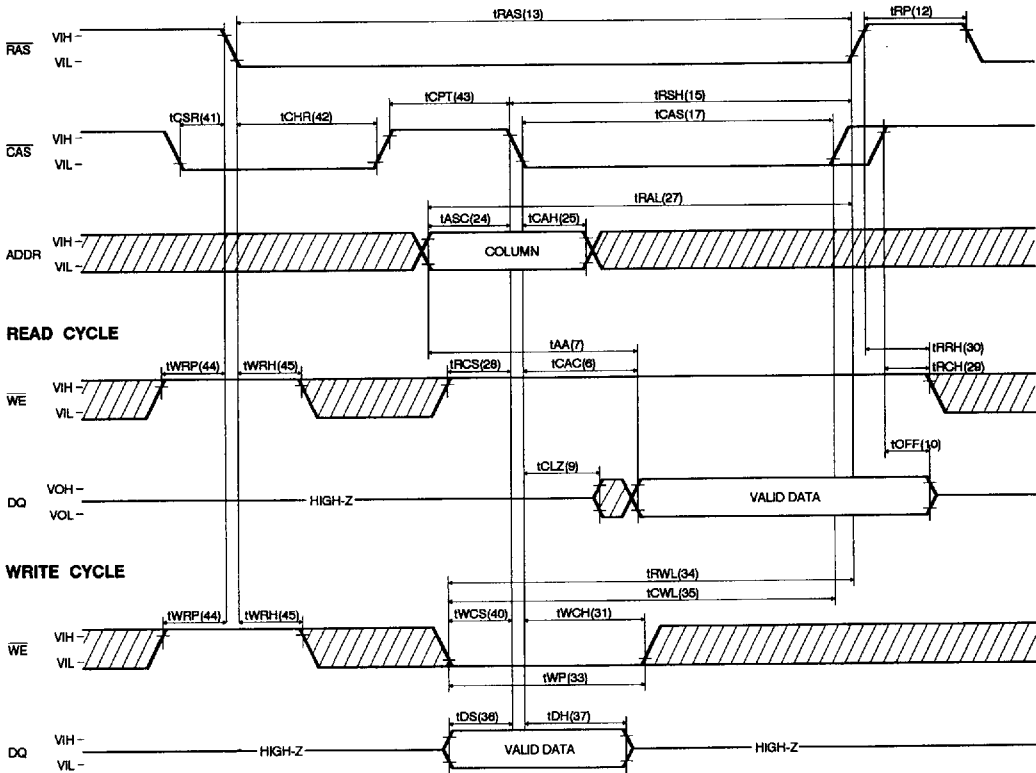 tRAS(13) tRP(12)
VIH
RAS
VIL
tCPT(43) tRSH(15)
tCSR(41) tCHR(42) tCAS(17)
VIH
CAS
VIL
tRAL(27)
tASC(24) tCAH(25)
VIH
ADDR COLUMN
VIL
READ CYCLE
tAA(7) tRRH(30)
tWRP(44) tWRH(45) tRCS(28) tCAC(6) tRCH(29)
VIH
WE
VIL
tOFF(10)
tCLZ(9)
VOH
DQ HIGH-Z VALID DATA
VOL
WRITE CYCLE
tRWL(34)
tCWL(35)
tWRP(44) tWRH(45) tWCS(40) tWCH(31)
VIH
WE
VIL
tWP(33)
tDS(36) tDH(37)
VIH
DQ HIGH-Z VALID DATA HIGH-Z
VIL